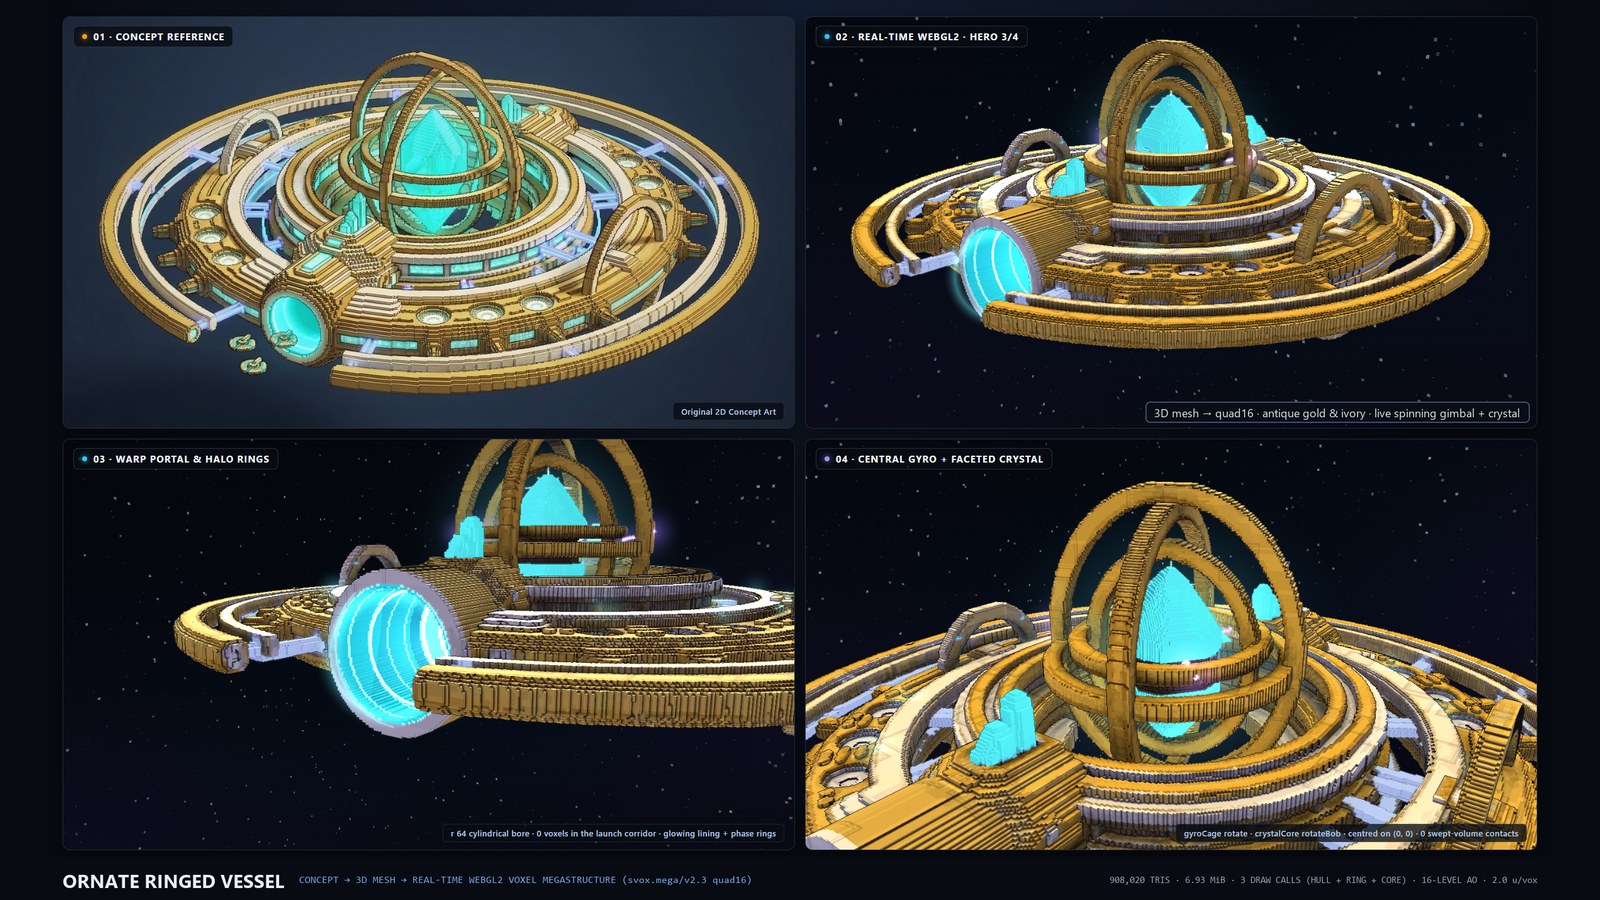 01 · CONCEPT REFERENCE
Original 2D Concept Art
02 · REAL-TIME WEBGL2 · HERO 3/4
3D mesh → quad16 · antique gold & ivory · live spinning gimbal + crystal
03 · WARP PORTAL & HALO RINGS
r 64 cylindrical bore · 0 voxels in the launch corridor · glowing lining + phase rings
04 · CENTRAL GYRO + FACETED CRYSTAL
gyroCage rotate · crystalCore rotateBob · centred on (0, 0) · 0 swept-volume contacts
ORNATE RINGED VESSEL
CONCEPT → 3D MESH → REAL-TIME WEBGL2 VOXEL MEGASTRUCTURE (svox.mega/v2.3 quad16)
908,020 TRIS · 6.93 MiB · 3 DRAW CALLS (HULL + RING + CORE) · 16-LEVEL AO · 2.0 u/vox